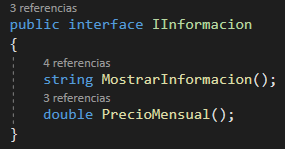 3 referencias
public interface IInformacion
{
4 referencias
string MostrarInformacion();
3 referencias
double PrecioMensual();
}